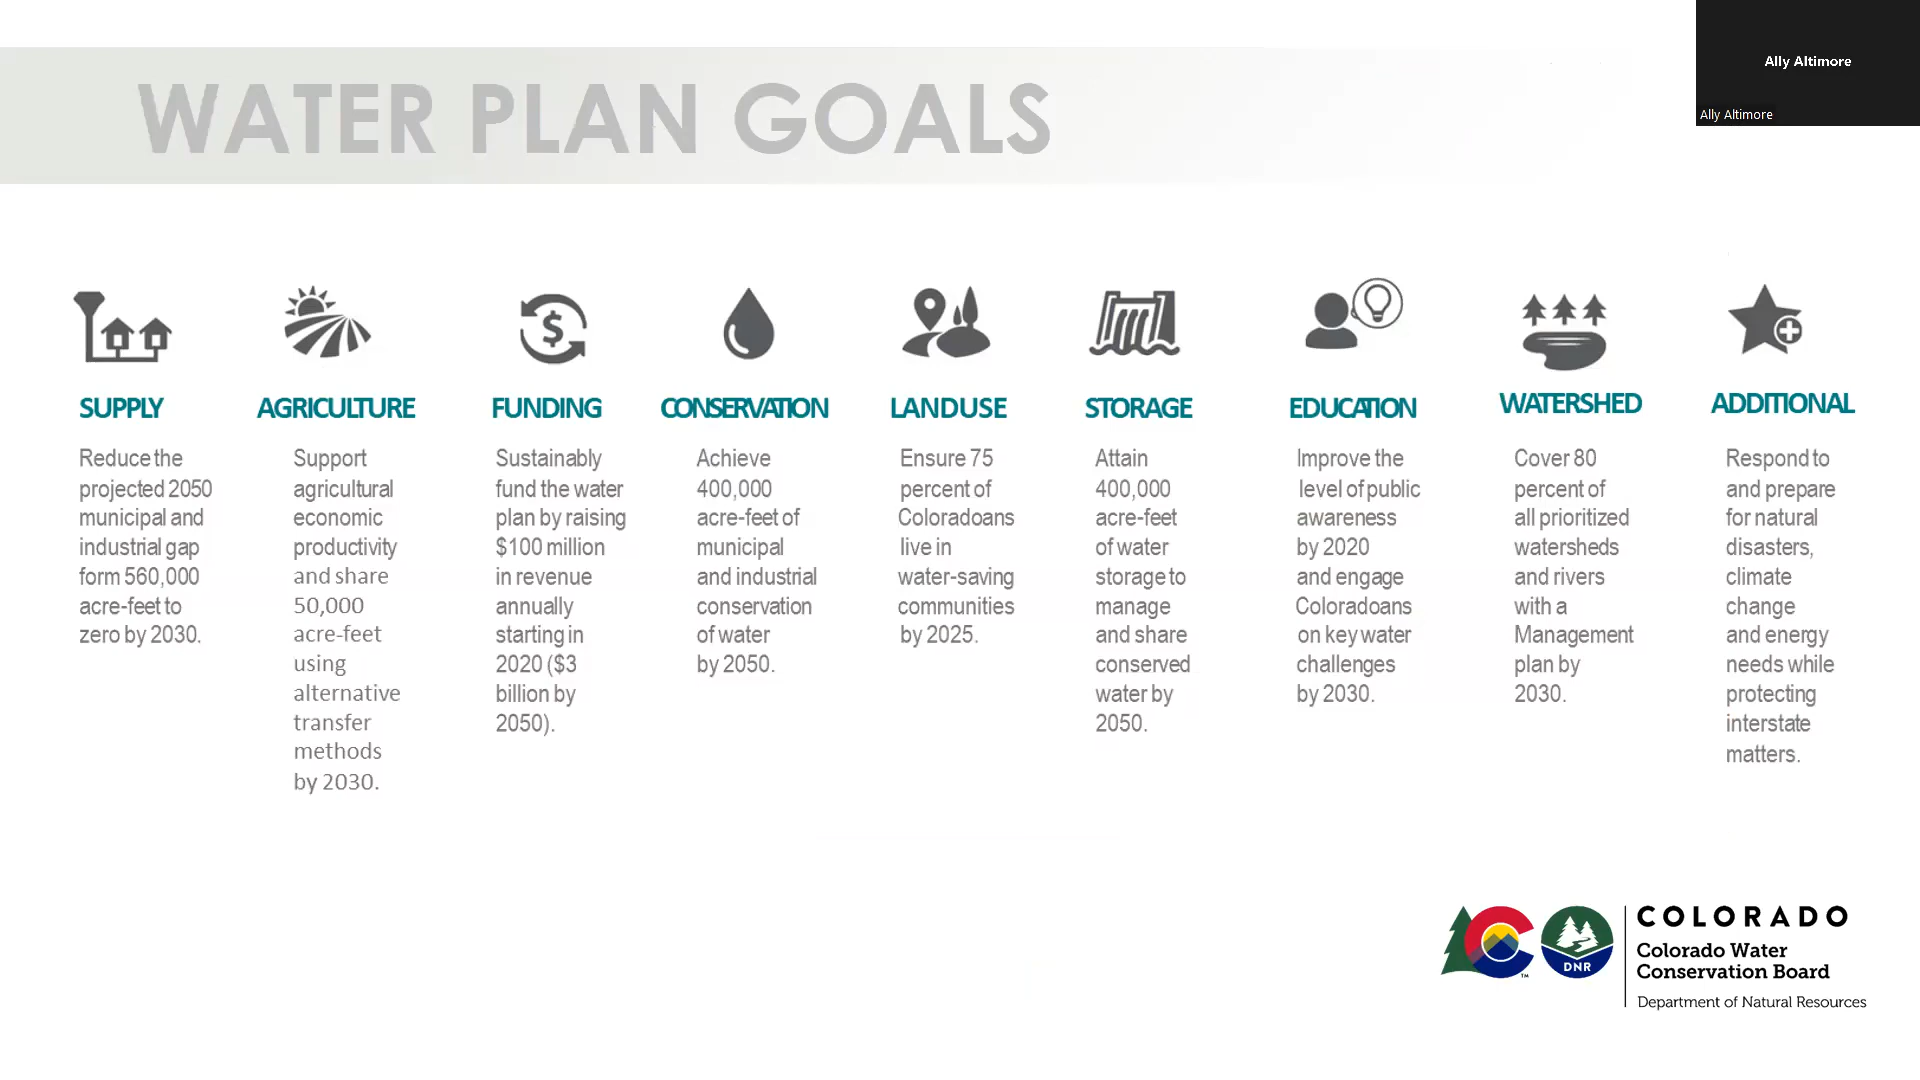 Ally Altimore
Ally Altimore
WATER PLAN GOALS
SUPPLY
Reduce the
projected 2050
municipal and
industrial gap
form 560,000
acre-feet to
zero by 2030.
AGRICULTURE
Support
agricultural
economic
productivity
and share
50,000
acre-feet
using
alternative
transfer
methods
by 2030.
FUNDING
Sustainably
fund the water
plan by raising
$100 million
in revenue
annually
starting in
2020 ($3
billion by
2050).
CONSERVATION
Achieve
400,000
acre-feet of
municipal
and industrial
conservation
of water
by 2050.
LAND USE
Ensure 75
percent of
Coloradoans
live in
water-saving
communities
by 2025.
STORAGE
Attain
400,000
acre-feet
of water
storage to
manage
and share
conserved
water by
2050.
EDUCATION
Improve the
level of public
awareness
by 2020
and engage
Coloradoans
on key water
challenges
by 2030.
WATERSHED
Cover 80
percent of
all prioritized
watersheds
and rivers
with a
Management
plan by
2030.
ADDITIONAL
Respond to
and prepare
for natural
disasters,
climate
change
and energy
needs while
protecting
interstate
matters.
$
TM
DNR
COLORADO
Colorado Water
Conservation Board
Department of Natural Resources